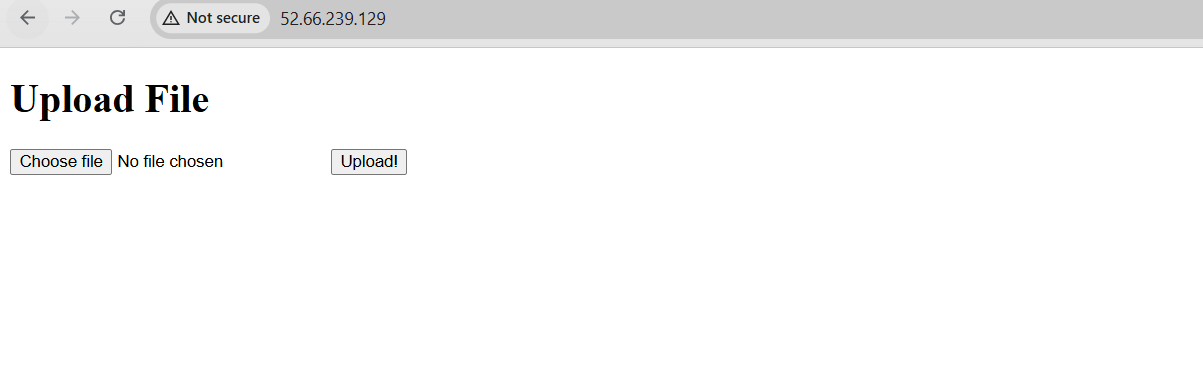 Not secure 52.66.239.129
Upload File
Choose file No file chosen Upload!